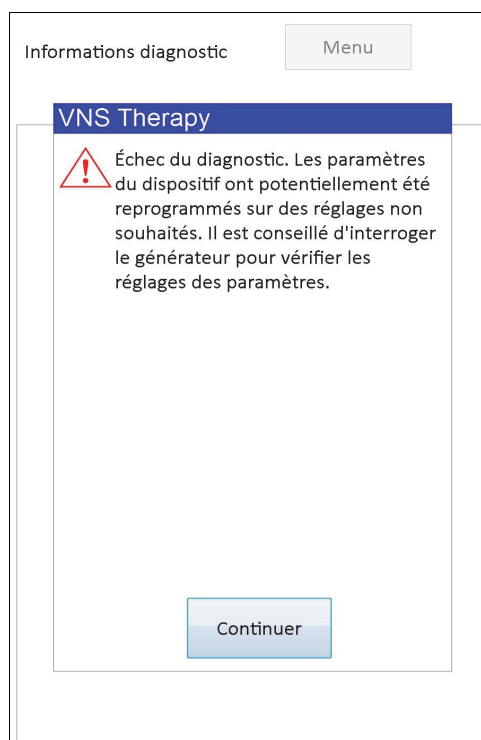 Informations diagnostic
Menu
VNS Therapy
Échec du diagnostic. Les paramètres
du dispositif ont potentiellement été
reprogrammés sur des réglages non
souhaités. Il est conseillé d'interroger
le générateur pour vérifier les
réglages des paramètres.
Continuer